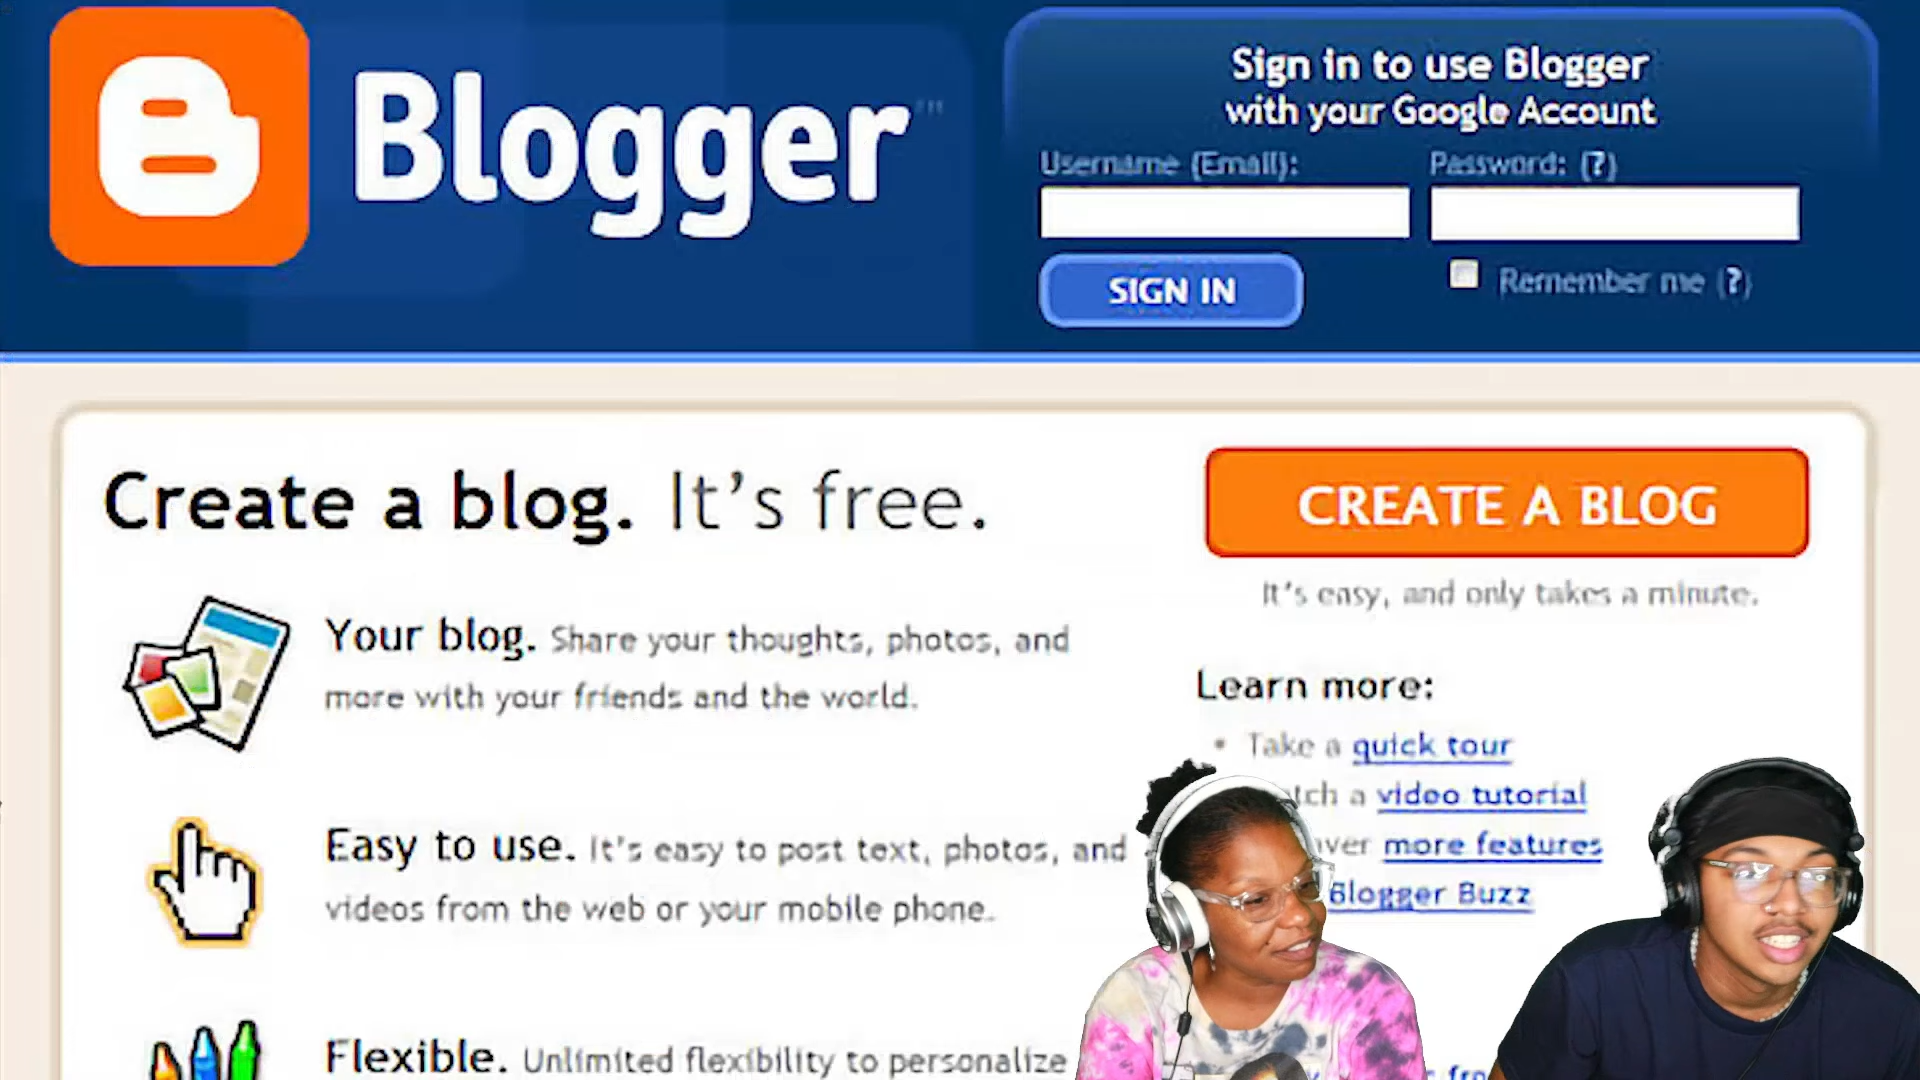 Blogger™
Sign in to use Blogger
with your Google Account
Username (Email):
Password: (?)
SIGN IN
Remember me (?)
Create a blog. It's free.
CREATE A BLOG
It's easy, and only takes a minute.
Your blog. Share your thoughts, photos, and
more with your friends and the world.
Learn more:
• Take a quick tour
a video tutorial
more features
Blogger Buzz
Easy to use. It's easy to post text, photos, and
videos from the web or your mobile phone.
Flexible. Unlimited flexibility to personalize